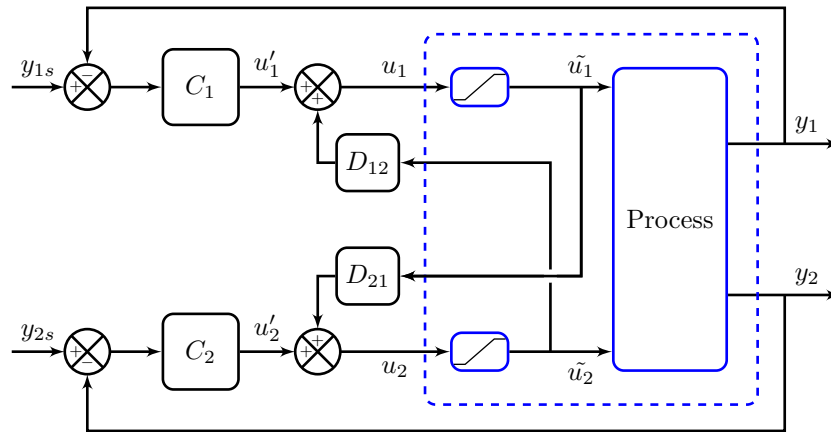 y₁ₛ
−
+
C₁
u′₁
+
+
u₁
ũ₁
y₁
D₁₂
Process
D₂₁
y₂
y₂ₛ
+
−
C₂
u′₂
+
+
u₂
ũ₂